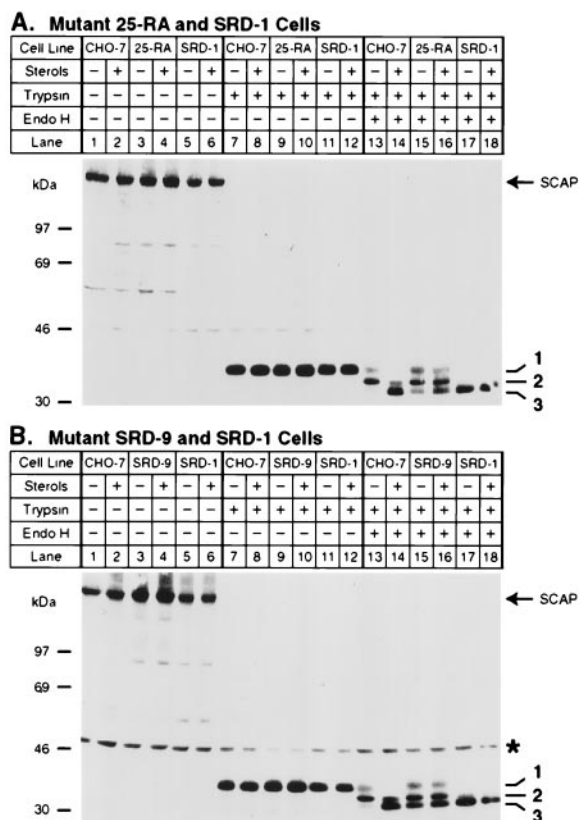 A. Mutant 25-RA and SRD-1 Cells
Cell Line CHO-7 25-RA SRD-1 CHO-7 25-RA SRD-1 CHO-7 25-RA SRD-1
Sterols − + − + − + − + − + − + − + − + − +
Trypsin − − − − − − + + + + + + + + + + + +
Endo H − − − − − − − − − − − − + + + + + +
Lane 1 2 3 4 5 6 7 8 9 10 11 12 13 14 15 16 17 18
kDa
← SCAP
97 −
69 −
46 −
1
2
3
30 −
B. Mutant SRD-9 and SRD-1 Cells
Cell Line CHO-7 SRD-9 SRD-1 CHO-7 SRD-9 SRD-1 CHO-7 SRD-9 SRD-1
Sterols − + − + − + − + − + − + − + − + − +
Trypsin − − − − − − + + + + + + + + + + + +
Endo H − − − − − − − − − − − − + + + + + +
Lane 1 2 3 4 5 6 7 8 9 10 11 12 13 14 15 16 17 18
kDa
← SCAP
97 −
69 −
46 −
*
1
2
3
30 −